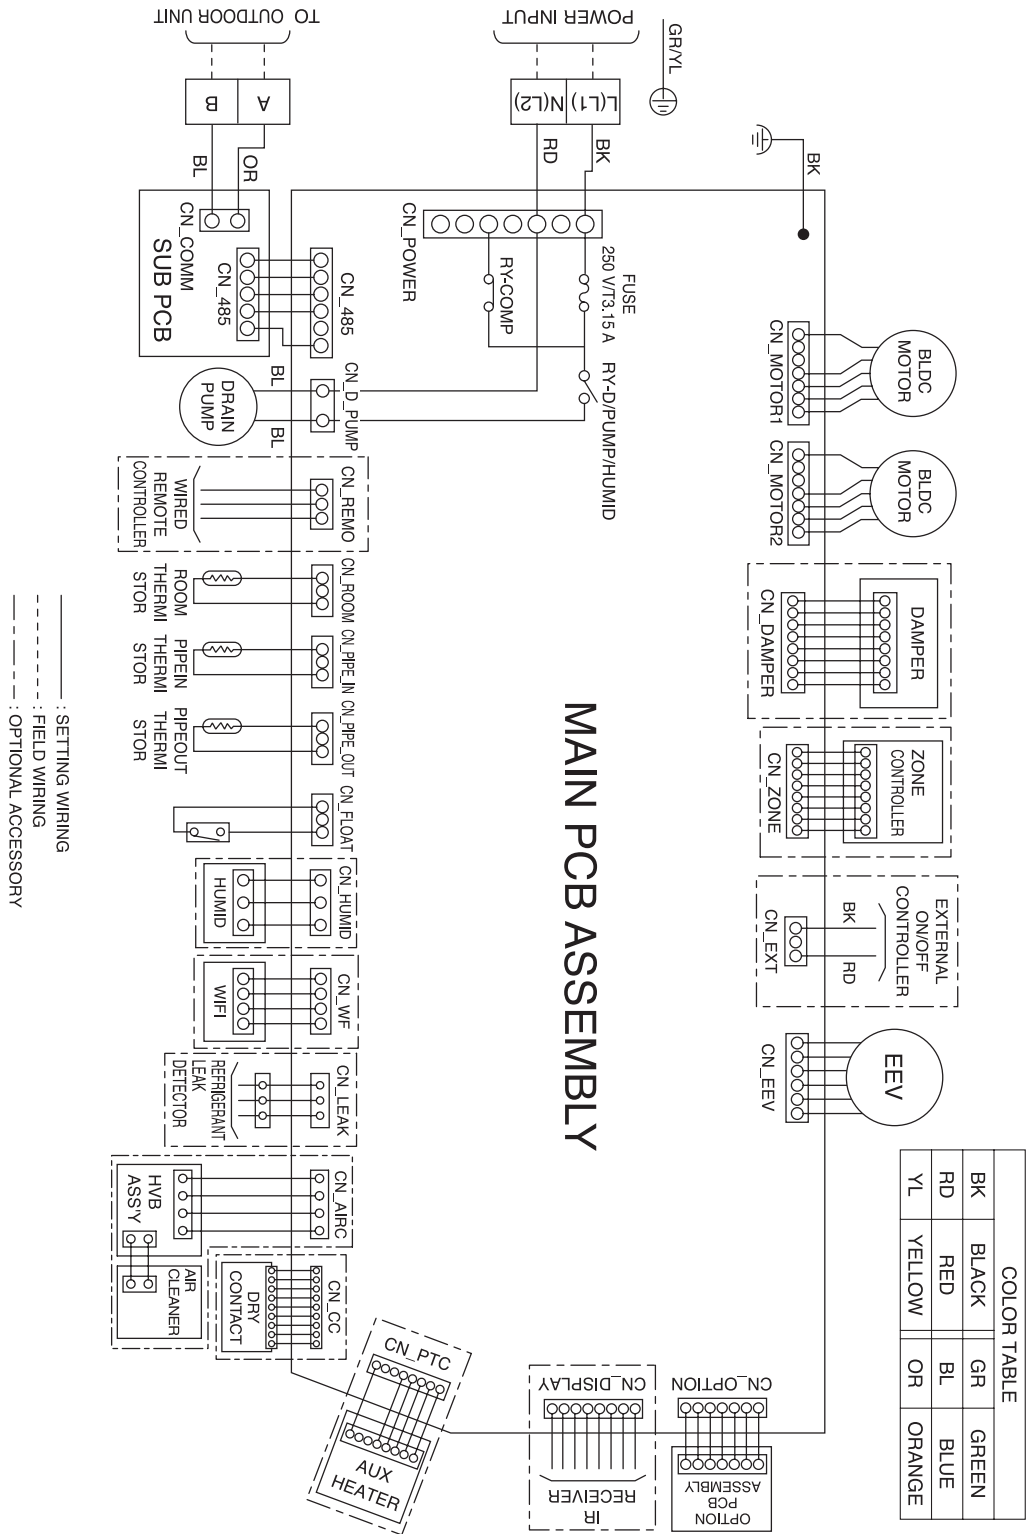 TO OUTDOOR UNIT
B
A
BL
OR
CN_COMM
SUB PCB
CN_485
CN_485
POWER INPUT
N(L2)
L(L1)
RD
BK
GR/YL
BK
CN_POWER
RY-COMP
FUSE
250 V/T3.15 A
RY-D/PUMP/HUMID
BL
BL
DRAIN
PUMP
CN_D_PUMP
WIRED
REMOTE
CONTROLLER
CN_REMO
ROOM
THERMI
STOR
CN_ROOM
PIPEIN
THERMI
STOR
CN_PIPE_IN
PIPEOUT
THERMI
STOR
CN_PIPE_OUT
CN_FLOAT
HUMID
CN_HUMID
WIFI
CN_WF
REFRIGERANT
LEAK
DETECTOR
CN_LEAK
HVB
ASS'Y
CN_AIRC
AIR
CLEANER
DRY
CONTACT
CN_CC
CN_PTC
AUX
HEATER
CN_DISPLAY
IR
RECEIVER
CN_OPTION
OPTION
PCB
ASSEMBLY
MAIN PCB ASSEMBLY
BLDC
MOTOR
CN_MOTOR1
BLDC
MOTOR
CN_MOTOR2
DAMPER
CN_DAMPER
ZONE
CONTROLLER
CN_ZONE
EXTERNAL
ON/OFF
CONTROLLER
BK
RD
CN_EXT
EEV
CN_EEV
COLOR TABLE
BK BLACK GR GREEN
RD RED BL BLUE
YL YELLOW OR ORANGE
: SETTING WIRING
: FIELD WIRING
: OPTIONAL ACCESSORY